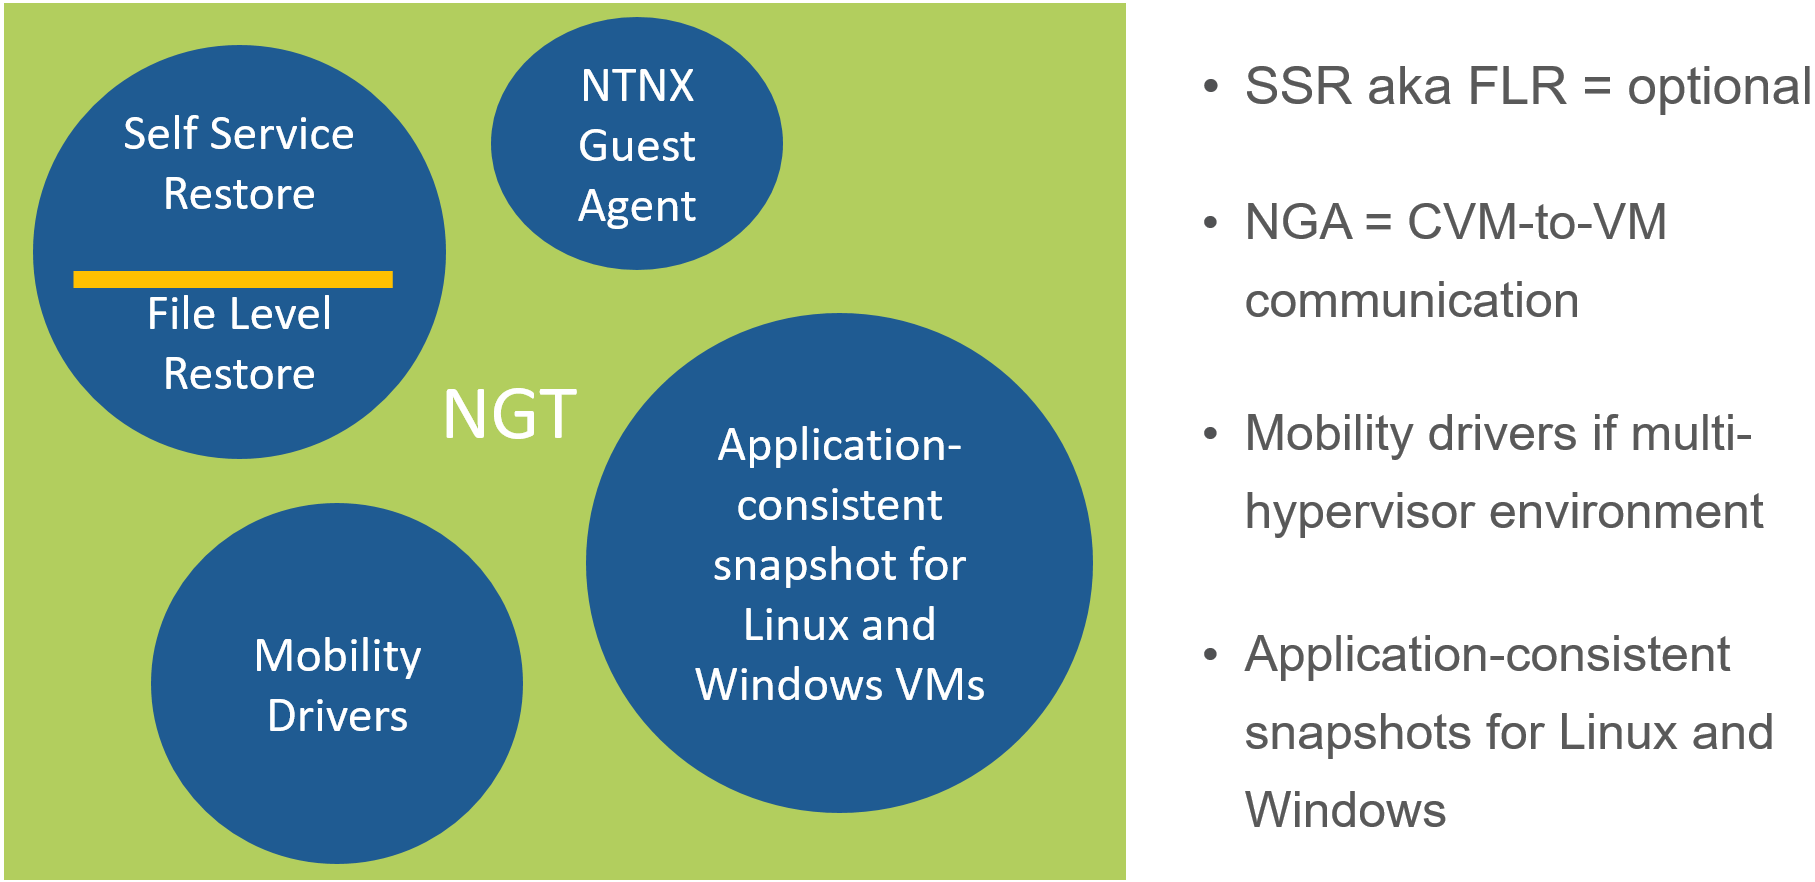 Self Service
Restore
File Level
Restore
NTNX
Guest
Agent
NGT
Application-
consistent
snapshot for
Linux and
Windows VMs
Mobility
Drivers
• SSR aka FLR = optional
• NGA = CVM-to-VM
communication
• Mobility drivers if multi-
hypervisor environment
• Application-consistent
snapshots for Linux and
Windows